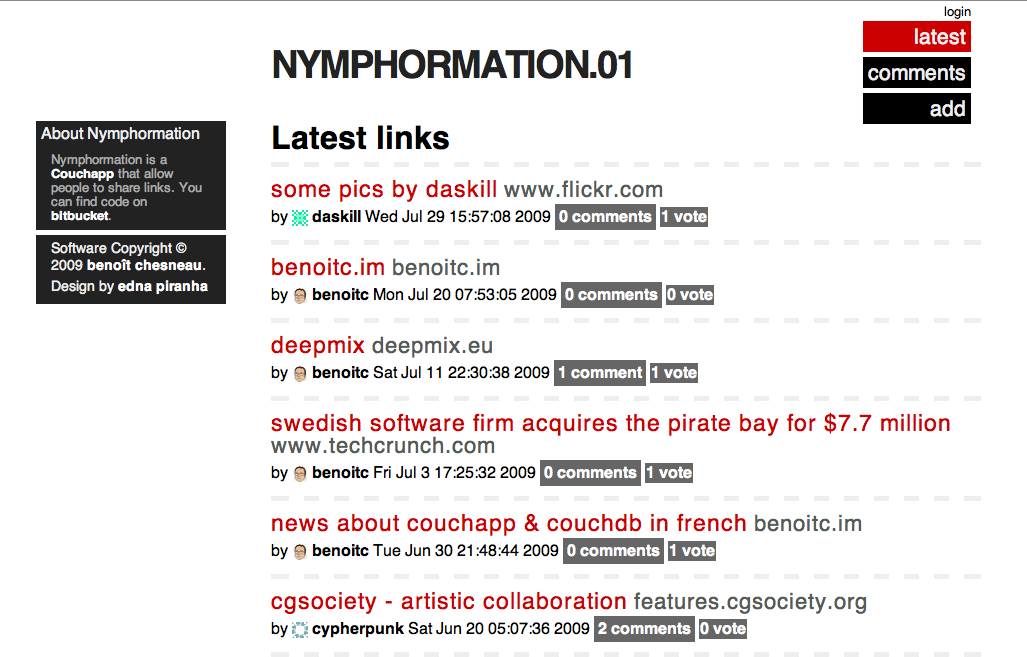 login
latest
comments
add
NYMPHORMATION.01
About Nymphormation
Nymphormation is a
Couchapp that allow
people to share links. You
can find code on
bitbucket.
Software Copyright ©
2009 benoît chesneau.
Design by edna piranha
Latest links
some pics by daskill www.flickr.com
by daskill Wed Jul 29 15:57:08 2009 0 comments 1 vote
benoitc.im benoitc.im
by benoitc Mon Jul 20 07:53:05 2009 0 comments 0 vote
deepmix deepmix.eu
by benoitc Sat Jul 11 22:30:38 2009 1 comment 1 vote
swedish software firm acquires the pirate bay for $7.7 million
www.techcrunch.com
by benoitc Fri Jul 3 17:25:32 2009 0 comments 1 vote
news about couchapp & couchdb in french benoitc.im
by benoitc Tue Jun 30 21:48:44 2009 0 comments 1 vote
cgsociety - artistic collaboration features.cgsociety.org
by cypherpunk Sat Jun 20 05:07:36 2009 2 comments 0 vote